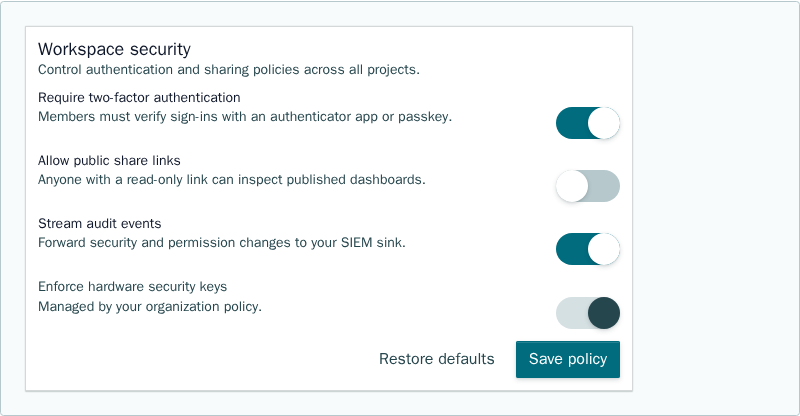 Workspace security
Control authentication and sharing policies across all projects.
Require two-factor authentication
Members must verify sign-ins with an authenticator app or passkey.
Allow public share links
Anyone with a read-only link can inspect published dashboards.
Stream audit events
Forward security and permission changes to your SIEM sink.
Enforce hardware security keys
Managed by your organization policy.
Restore defaults
Save policy